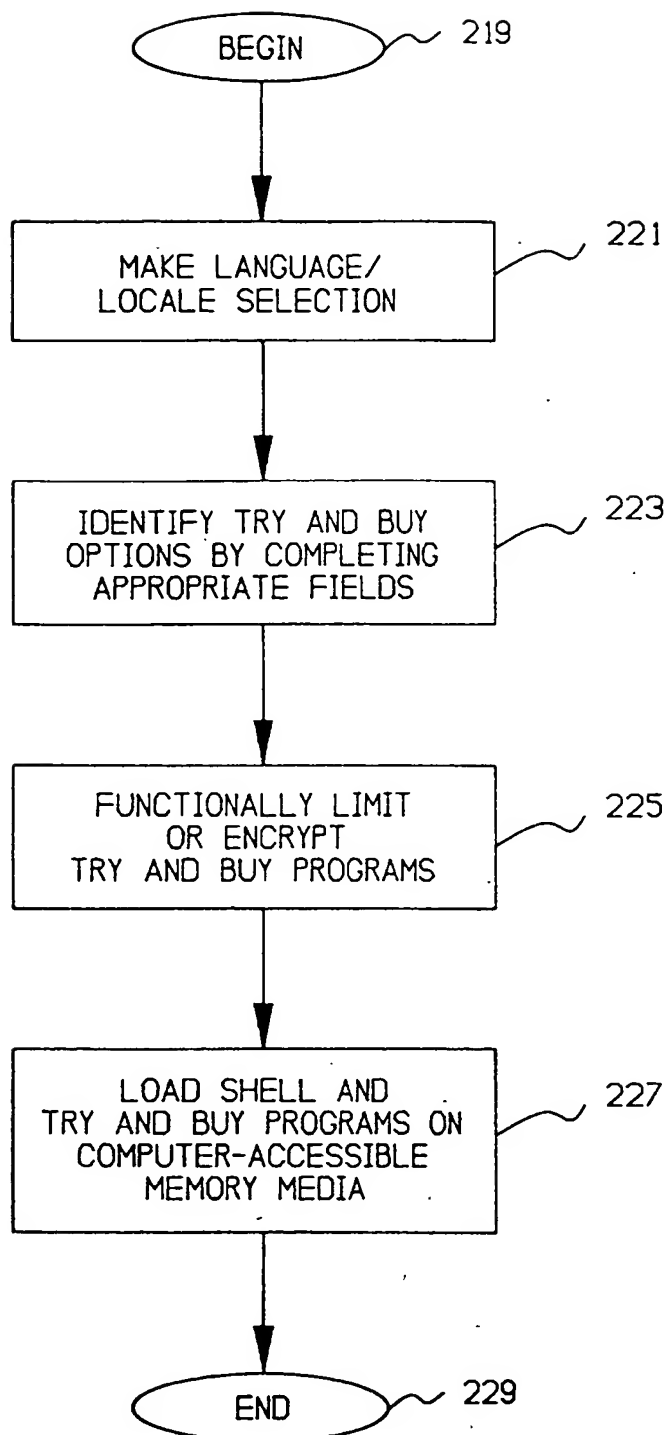 BEGIN
219
MAKE LANGUAGE/
LOCALE SELECTION
221
IDENTIFY TRY AND BUY
OPTIONS BY COMPLETING
APPROPRIATE FIELDS
223
FUNCTIONALLY LIMIT
OR ENCRYPT
TRY AND BUY PROGRAMS
225
LOAD SHELL AND
TRY AND BUY PROGRAMS ON
COMPUTER-ACCESSIBLE
MEMORY MEDIA
227
END
229